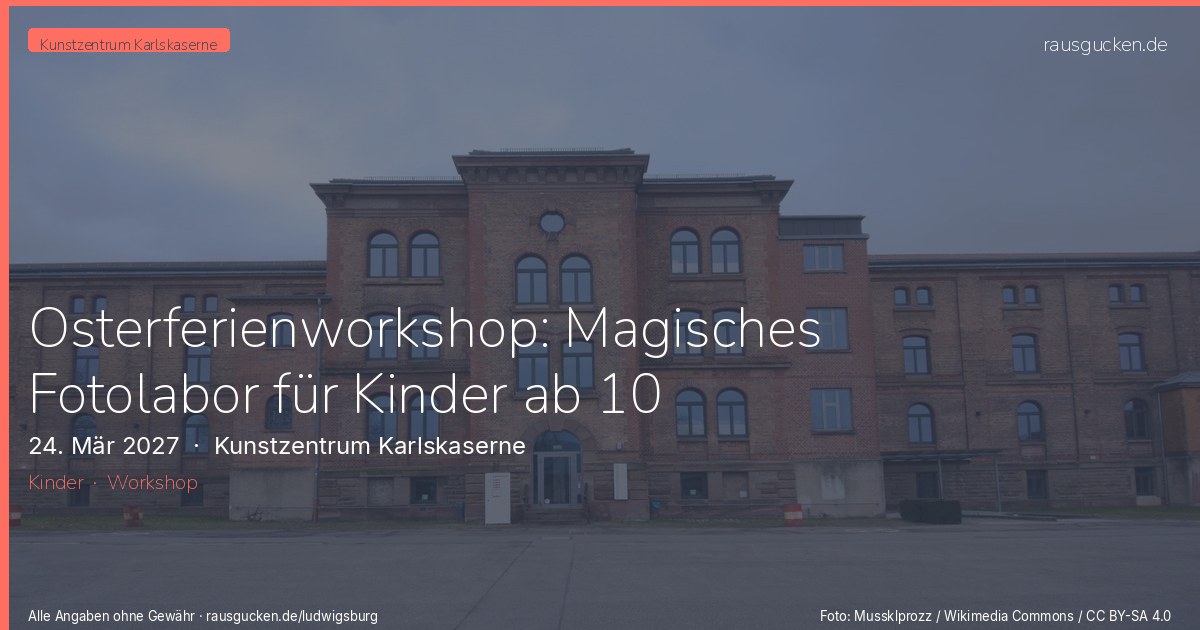 Kunstzentrum Karlskaserne
rausgucken.de
Osterferienworkshop: Magisches
Fotolabor für Kinder ab 10
24. Mär 2027 · Kunstzentrum Karlskaserne
Kinder · Workshop
Alle Angaben ohne Gewähr · rausgucken.de/ludwigsburg
Foto: Mussklprozz / Wikimedia Commons / CC BY-SA 4.0